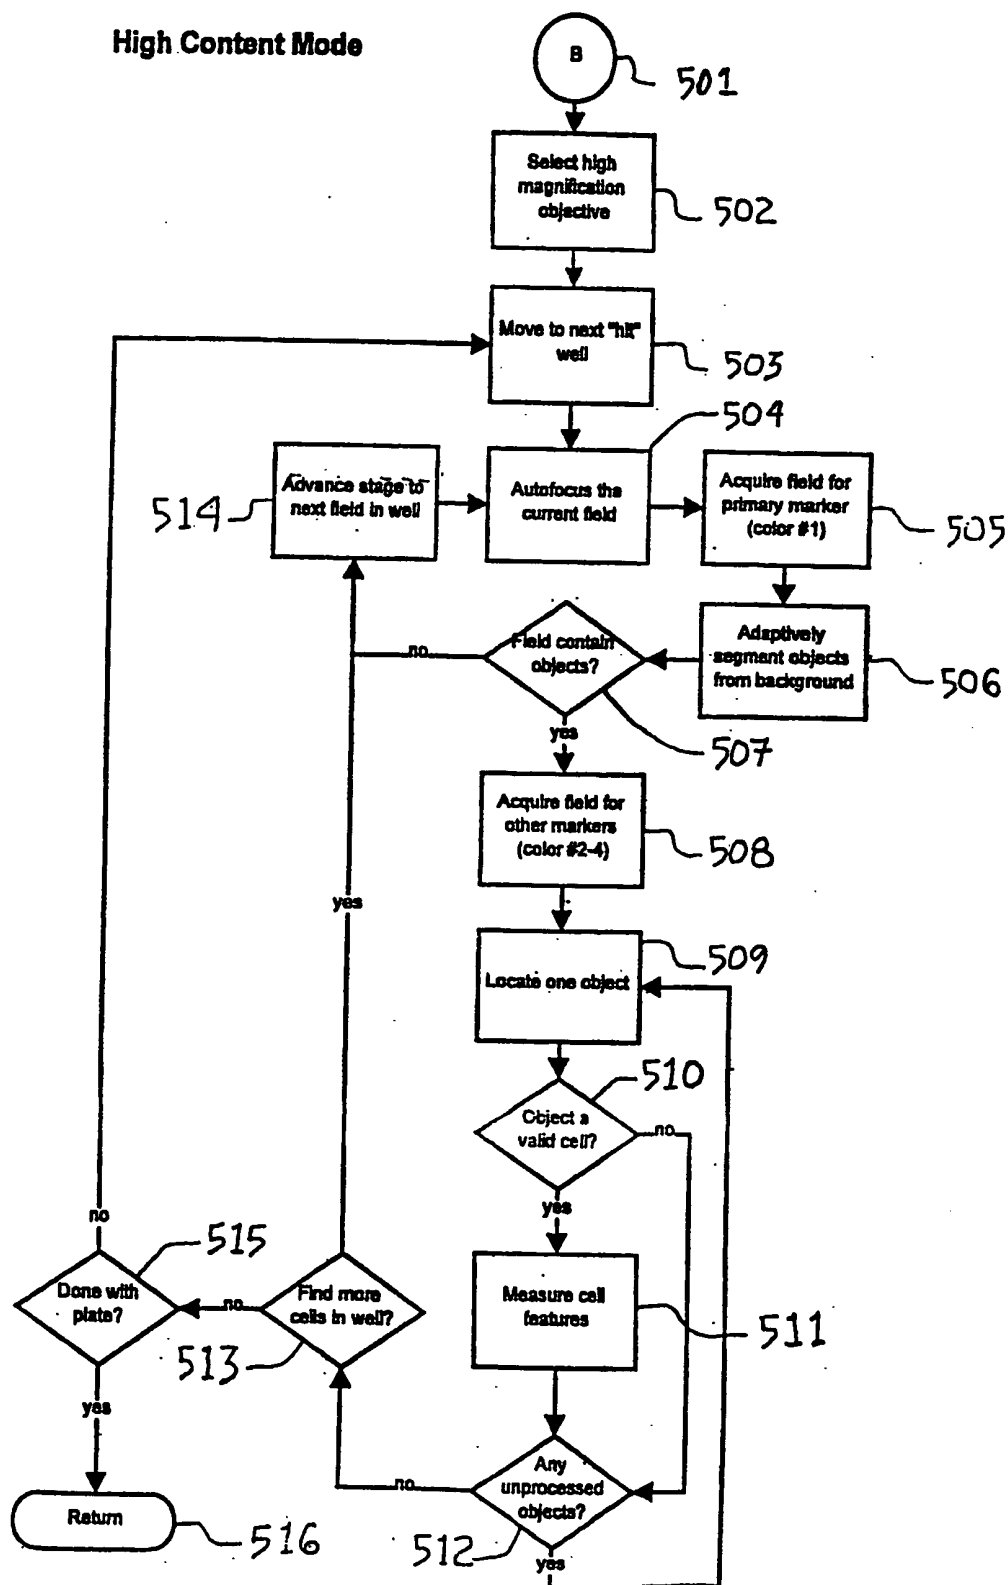 High Content Mode
B
501
Select high
magnification
objective
502
Move to next "hit"
well
503
504
Advance stage to
next field in well
514
Autofocus the
current field
Acquire field for
primary marker
(color #1)
505
Field contain
objects?
no
Adaptively
segment objects
from background
506
507
yes
Acquire field for
other markers
(color #2-4)
508
yes
509
Locate one object
510
Object a
valid cell?
no
yes
no
515
Done with
plate?
no
Find more
cells in well?
513
Measure cell
features
511
yes
no
Any
unprocessed
objects?
512
yes
Return
516